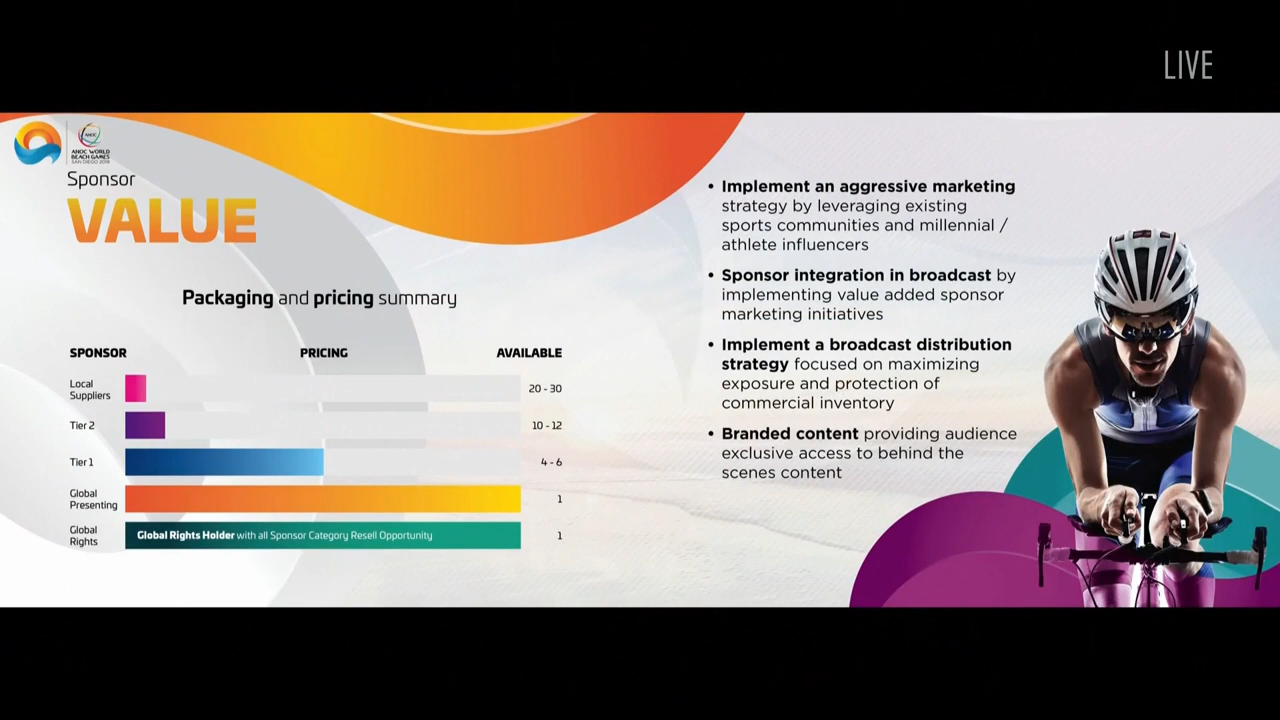 LIVE
ANOC
ANOC WORLD
BEACH GAMES
SAN DIEGO 2019
Sponsor
VALUE
Packaging and pricing summary
SPONSOR PRICING AVAILABLE
Local
Suppliers
20 - 30
Tier 2 10 - 12
Tier 1 4 - 6
Global
Presenting
1
Global
Rights
Global Rights Holder with all Sponsor Category Resell Opportunity 1
• Implement an aggressive marketing
strategy by leveraging existing
sports communities and millennial /
athlete influencers
• Sponsor integration in broadcast by
implementing value added sponsor
marketing initiatives
• Implement a broadcast distribution
strategy focused on maximizing
exposure and protection of
commercial inventory
• Branded content providing audience
exclusive access to behind the
scenes content